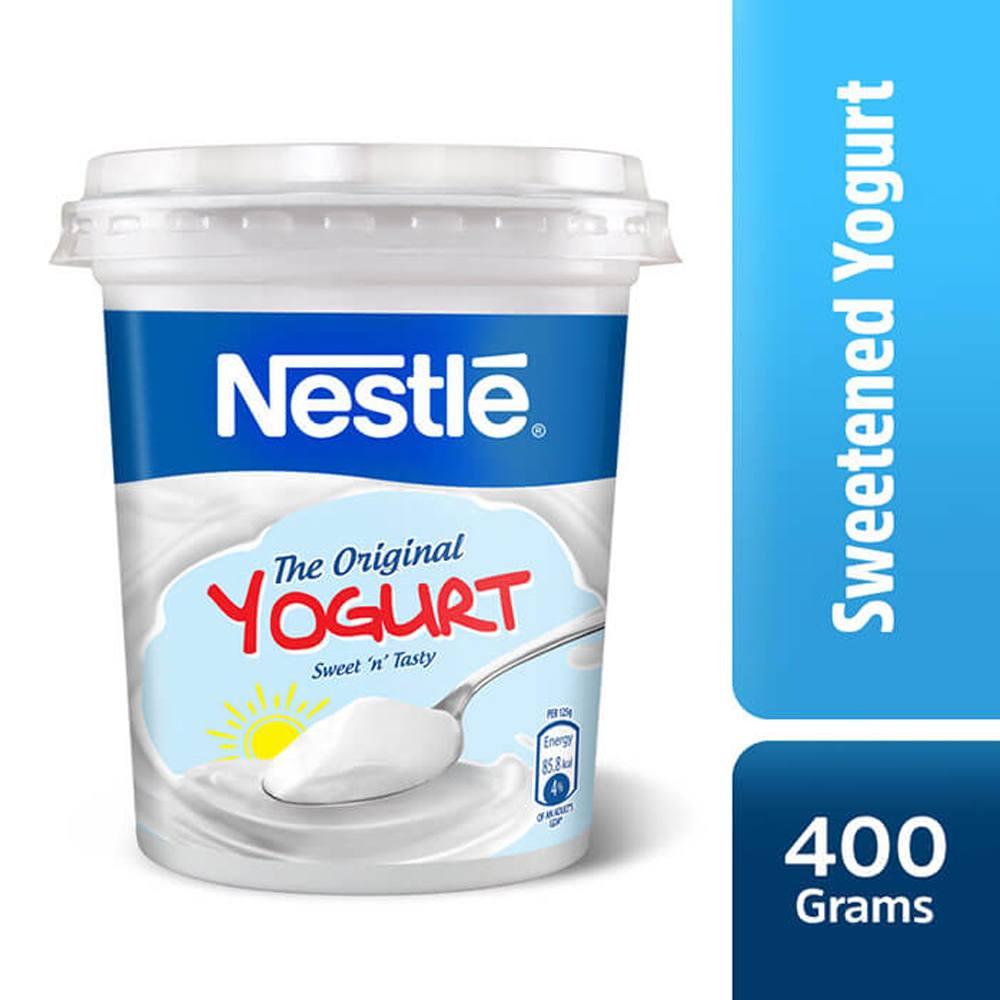 Nestlé®
The Original
YOGURT
Sweet 'n' Tasty
PER 125g
Energy
85.8 kcal
4%
OF AN ADULT'S
GDA*
Sweetened Yogurt
400
Grams